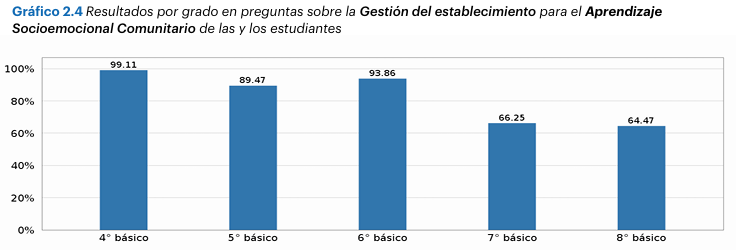 Gráfico 2.4 Resultados por grado en preguntas sobre la Gestión del establecimiento para el Aprendizaje
Socioemocional Comunitario de las y los estudiantes
100%
80%
60%
40%
20%
0%
99.11
89.47
93.86
66.25
64.47
4° básico
5° básico
6° básico
7° básico
8° básico